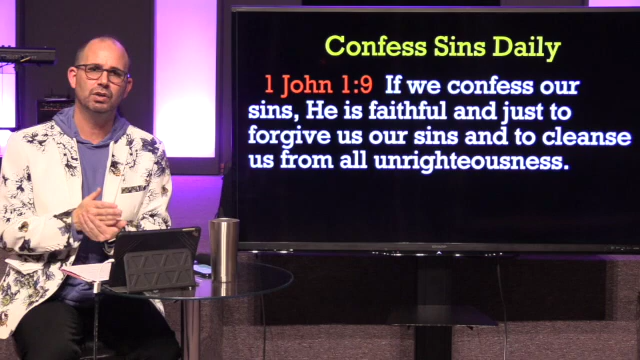 Confess Sins Daily
1 John 1:9 If we confess our
sins, He is faithful and just to
forgive us our sins and to cleanse
us from all unrighteousness.